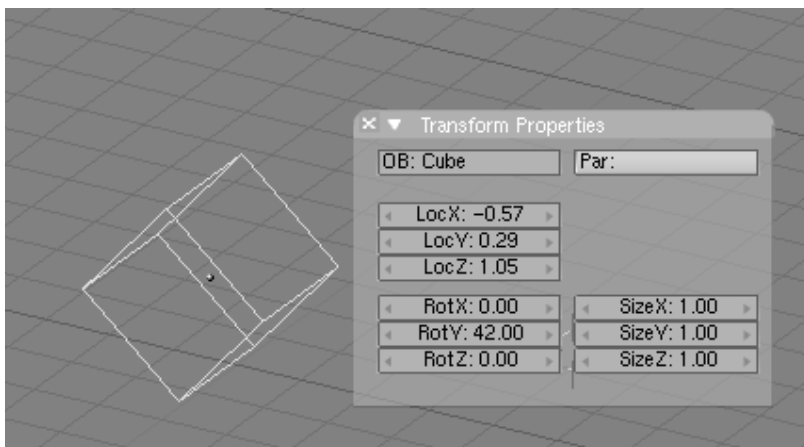 Transform Properties
OB: Cube
Par:
LocX: -0.57
LocY: 0.29
LocZ: 1.05
RotX: 0.00
SizeX: 1.00
RotY: 42.00
SizeY: 1.00
RotZ: 0.00
SizeZ: 1.00